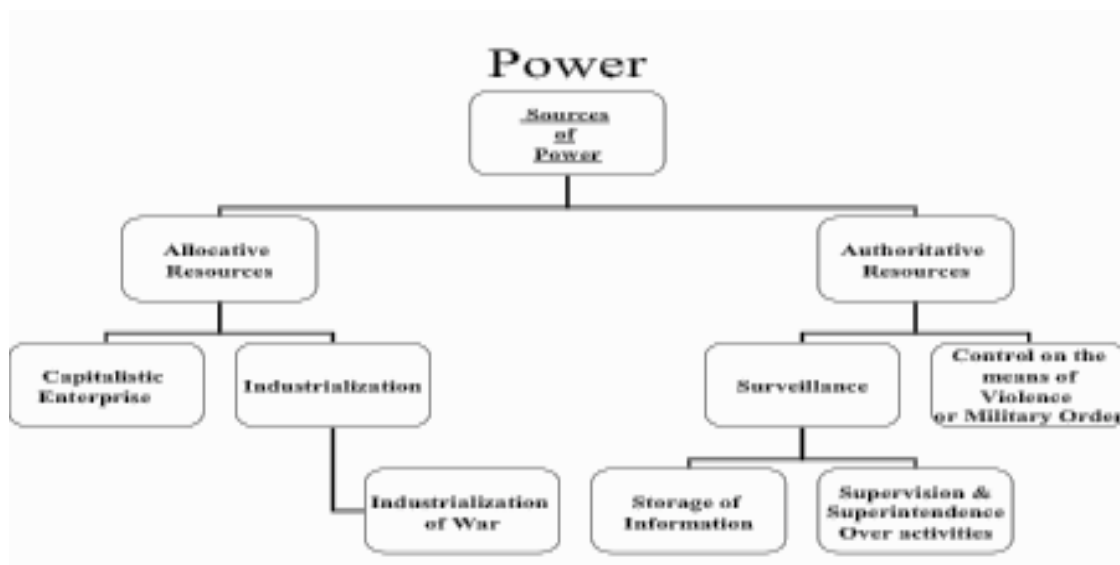 Power
Sources
of
Power
Allocative
Resources
Authoritative
Resources
Capitalistic
Enterprise
Industrialization
Surveillance
Control on the
means of
Violence
or Military Order
Industrialization
of War
Storage of
Information
Supervision &
Superintendence
Over activities